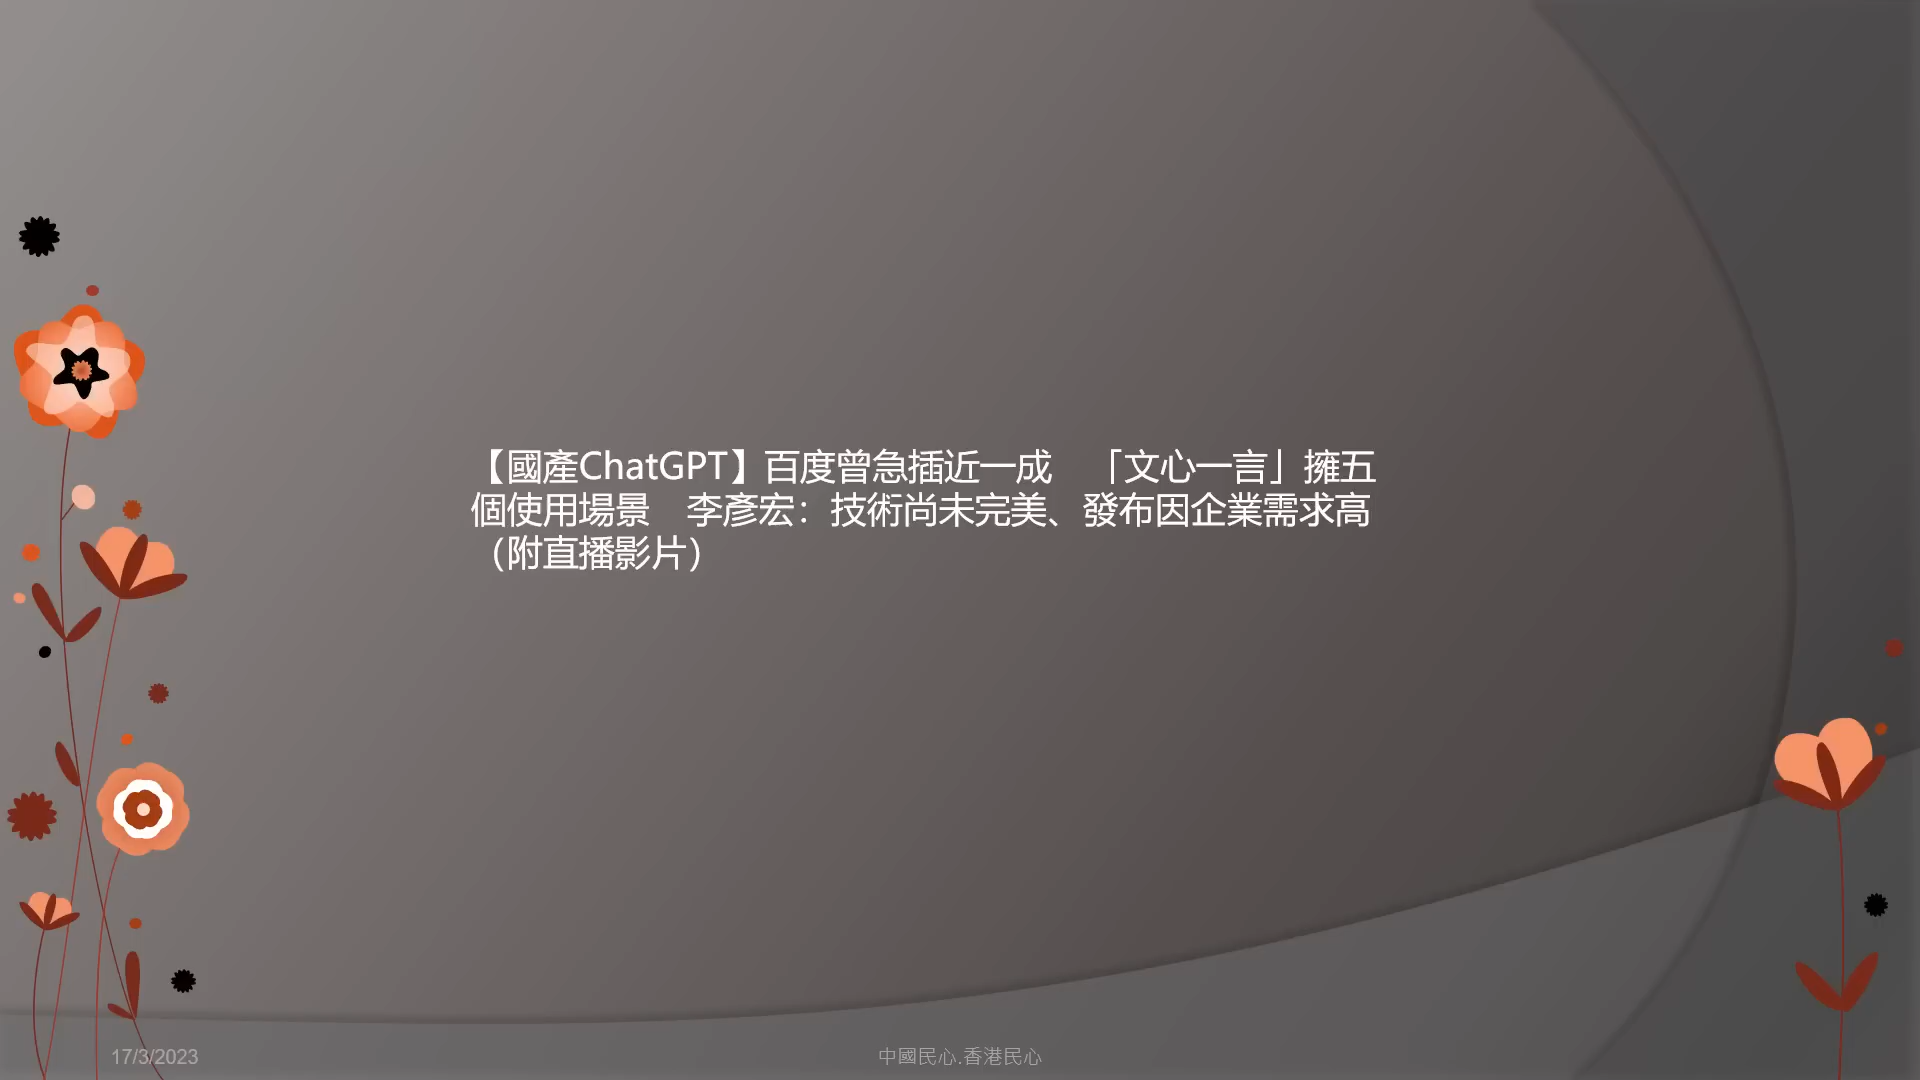 【國產ChatGPT】百度曾急插近一成　「文心一言」擁五
個使用場景　李彥宏：技術尚未完美、發布因企業需求高
（附直播影片）
17/3/2023
中國民心.香港民心